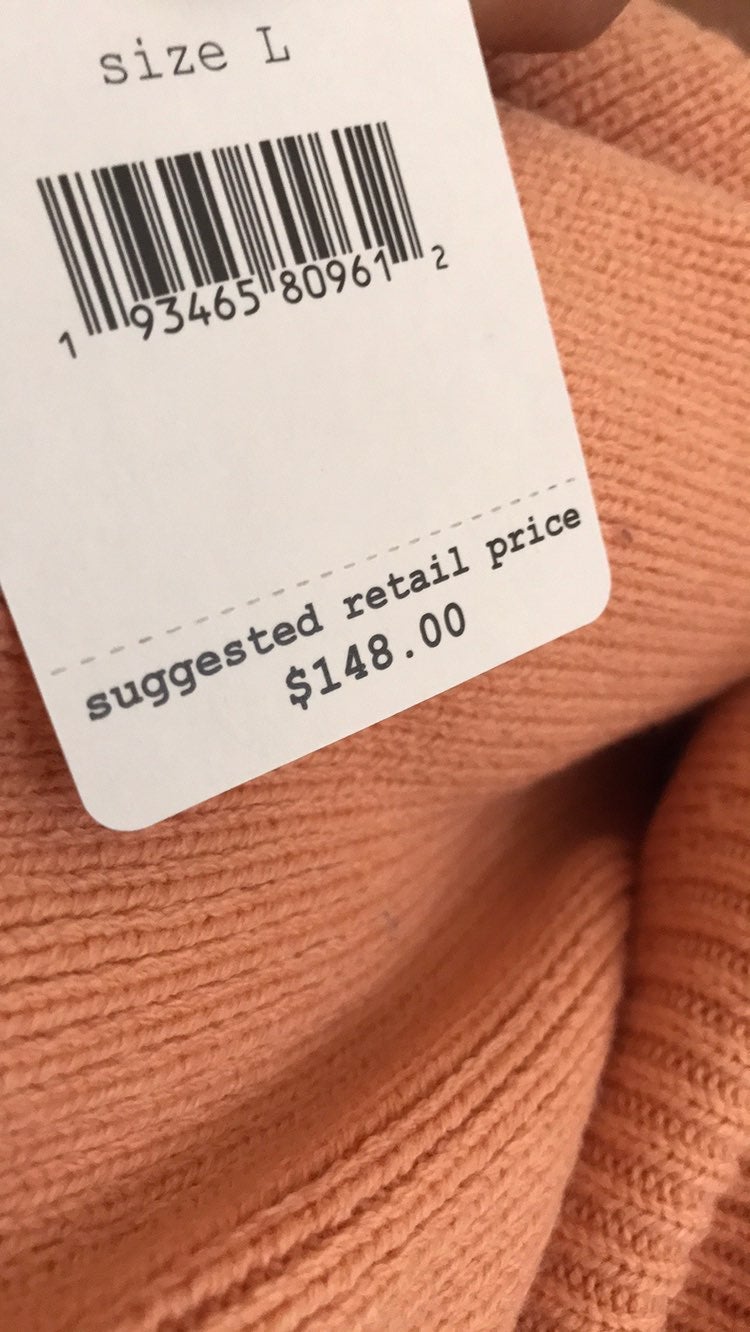 size L
1 93465 80961 2
suggested retail price
$148.00